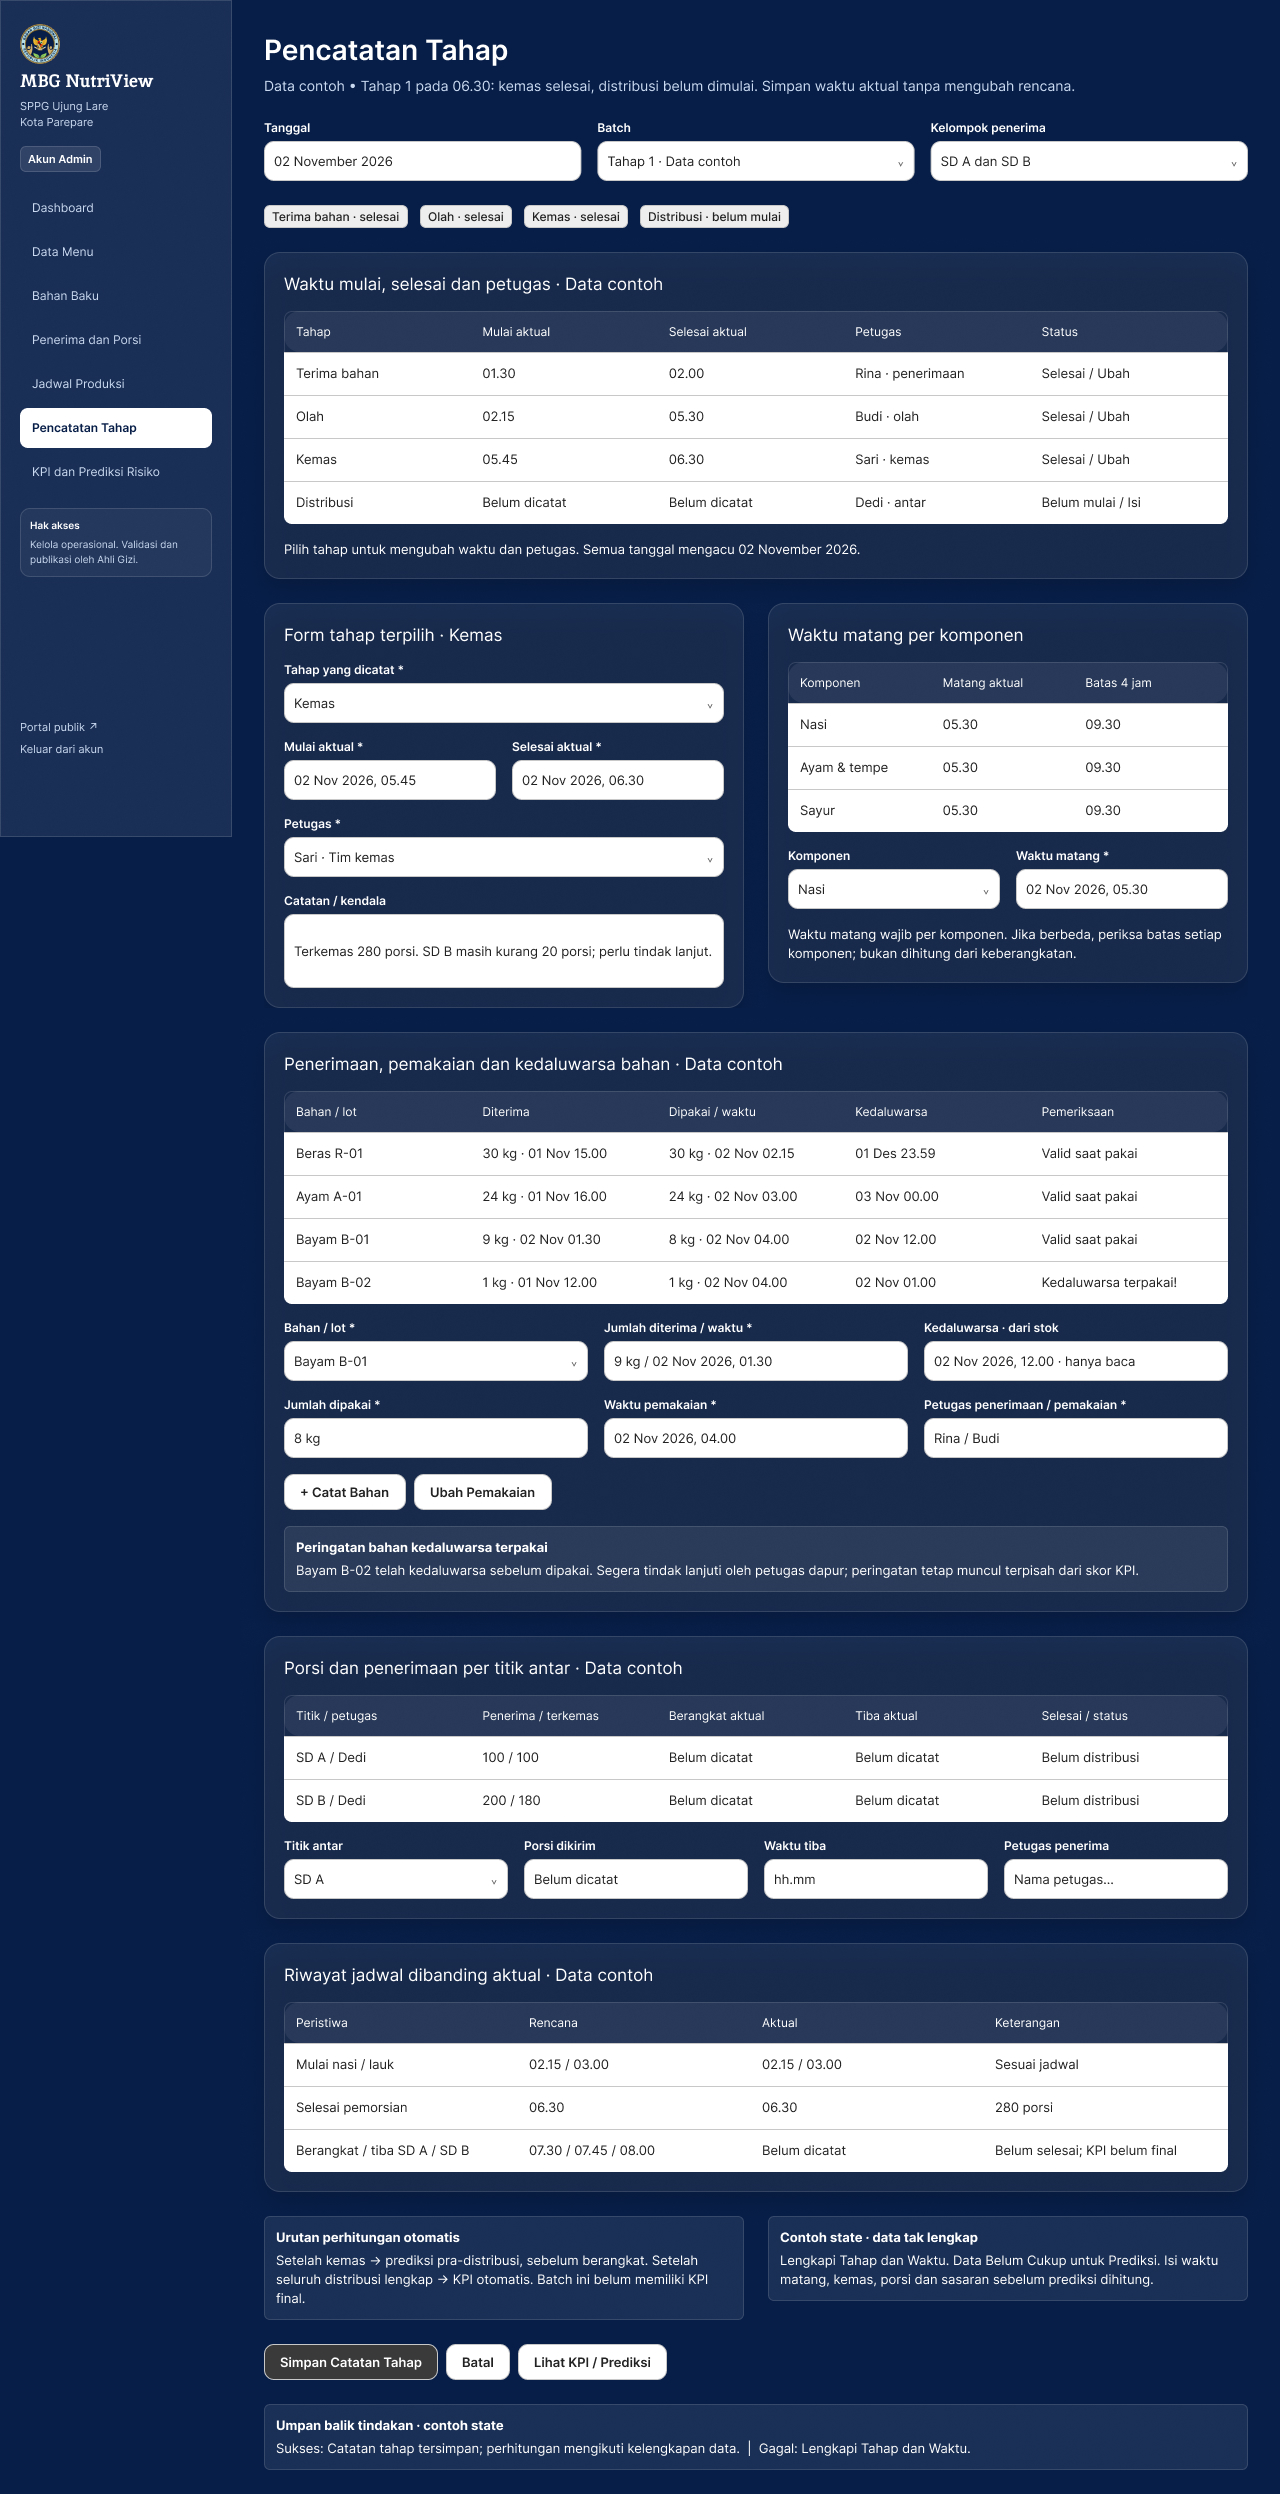 MBG NutriView
SPPG Ujung Lare
Kota Parepare
Akun Admin
Dashboard
Data Menu
Bahan Baku
Penerima dan Porsi
Jadwal Produksi
Pencatatan Tahap
KPI dan Prediksi Risiko
Hak akses
Kelola operasional. Validasi dan
publikasi oleh Ahli Gizi.
Portal publik ↗
Keluar dari akun
Pencatatan Tahap
Data contoh • Tahap 1 pada 06.30: kemas selesai, distribusi belum dimulai. Simpan waktu aktual tanpa mengubah rencana.
Tanggal Batch Kelompok penerima
02 November 2026 Tahap 1 · Data contoh SD A dan SD B
Terima bahan · selesai Olah · selesai Kemas · selesai Distribusi · belum mulai
Waktu mulai, selesai dan petugas · Data contoh
Tahap Mulai aktual Selesai aktual Petugas Status
Terima bahan 01.30 02.00 Rina · penerimaan Selesai / Ubah
Olah 02.15 05.30 Budi · olah Selesai / Ubah
Kemas 05.45 06.30 Sari · kemas Selesai / Ubah
Distribusi Belum dicatat Belum dicatat Dedi · antar Belum mulai / Isi
Pilih tahap untuk mengubah waktu dan petugas. Semua tanggal mengacu 02 November 2026.
Form tahap terpilih · Kemas
Tahap yang dicatat *
Kemas
Mulai aktual * Selesai aktual *
02 Nov 2026, 05.45 02 Nov 2026, 06.30
Petugas *
Sari · Tim kemas
Catatan / kendala
Terkemas 280 porsi. SD B masih kurang 20 porsi; perlu tindak lanjut.
Waktu matang per komponen
Komponen Matang aktual Batas 4 jam
Nasi 05.30 09.30
Ayam & tempe 05.30 09.30
Sayur 05.30 09.30
Komponen Waktu matang *
Nasi 02 Nov 2026, 05.30
Waktu matang wajib per komponen. Jika berbeda, periksa batas setiap
komponen; bukan dihitung dari keberangkatan.
Penerimaan, pemakaian dan kedaluwarsa bahan · Data contoh
Bahan / lot Diterima Dipakai / waktu Kedaluwarsa Pemeriksaan
Beras R-01 30 kg · 01 Nov 15.00 30 kg · 02 Nov 02.15 01 Des 23.59 Valid saat pakai
Ayam A-01 24 kg · 01 Nov 16.00 24 kg · 02 Nov 03.00 03 Nov 00.00 Valid saat pakai
Bayam B-01 9 kg · 02 Nov 01.30 8 kg · 02 Nov 04.00 02 Nov 12.00 Valid saat pakai
Bayam B-02 1 kg · 01 Nov 12.00 1 kg · 02 Nov 04.00 02 Nov 01.00 Kedaluwarsa terpakai!
Bahan / lot * Jumlah diterima / waktu * Kedaluwarsa · dari stok
Bayam B-01 9 kg / 02 Nov 2026, 01.30 02 Nov 2026, 12.00 · hanya baca
Jumlah dipakai * Waktu pemakaian * Petugas penerimaan / pemakaian *
8 kg 02 Nov 2026, 04.00 Rina / Budi
+ Catat Bahan Ubah Pemakaian
Peringatan bahan kedaluwarsa terpakai
Bayam B-02 telah kedaluwarsa sebelum dipakai. Segera tindak lanjuti oleh petugas dapur; peringatan tetap muncul terpisah dari skor KPI.
Porsi dan penerimaan per titik antar · Data contoh
Titik / petugas Penerima / terkemas Berangkat aktual Tiba aktual Selesai / status
SD A / Dedi 100 / 100 Belum dicatat Belum dicatat Belum distribusi
SD B / Dedi 200 / 180 Belum dicatat Belum dicatat Belum distribusi
Titik antar Porsi dikirim Waktu tiba Petugas penerima
SD A Belum dicatat hh.mm Nama petugas...
Riwayat jadwal dibanding aktual · Data contoh
Peristiwa Rencana Aktual Keterangan
Mulai nasi / lauk 02.15 / 03.00 02.15 / 03.00 Sesuai jadwal
Selesai pemorsian 06.30 06.30 280 porsi
Berangkat / tiba SD A / SD B 07.30 / 07.45 / 08.00 Belum dicatat Belum selesai; KPI belum final
Urutan perhitungan otomatis
Setelah kemas → prediksi pra-distribusi, sebelum berangkat. Setelah
seluruh distribusi lengkap → KPI otomatis. Batch ini belum memiliki KPI
final.
Contoh state · data tak lengkap
Lengkapi Tahap dan Waktu. Data Belum Cukup untuk Prediksi. Isi waktu
matang, kemas, porsi dan sasaran sebelum prediksi dihitung.
Simpan Catatan Tahap Batal Lihat KPI / Prediksi
Umpan balik tindakan · contoh state
Sukses: Catatan tahap tersimpan; perhitungan mengikuti kelengkapan data. | Gagal: Lengkapi Tahap dan Waktu.